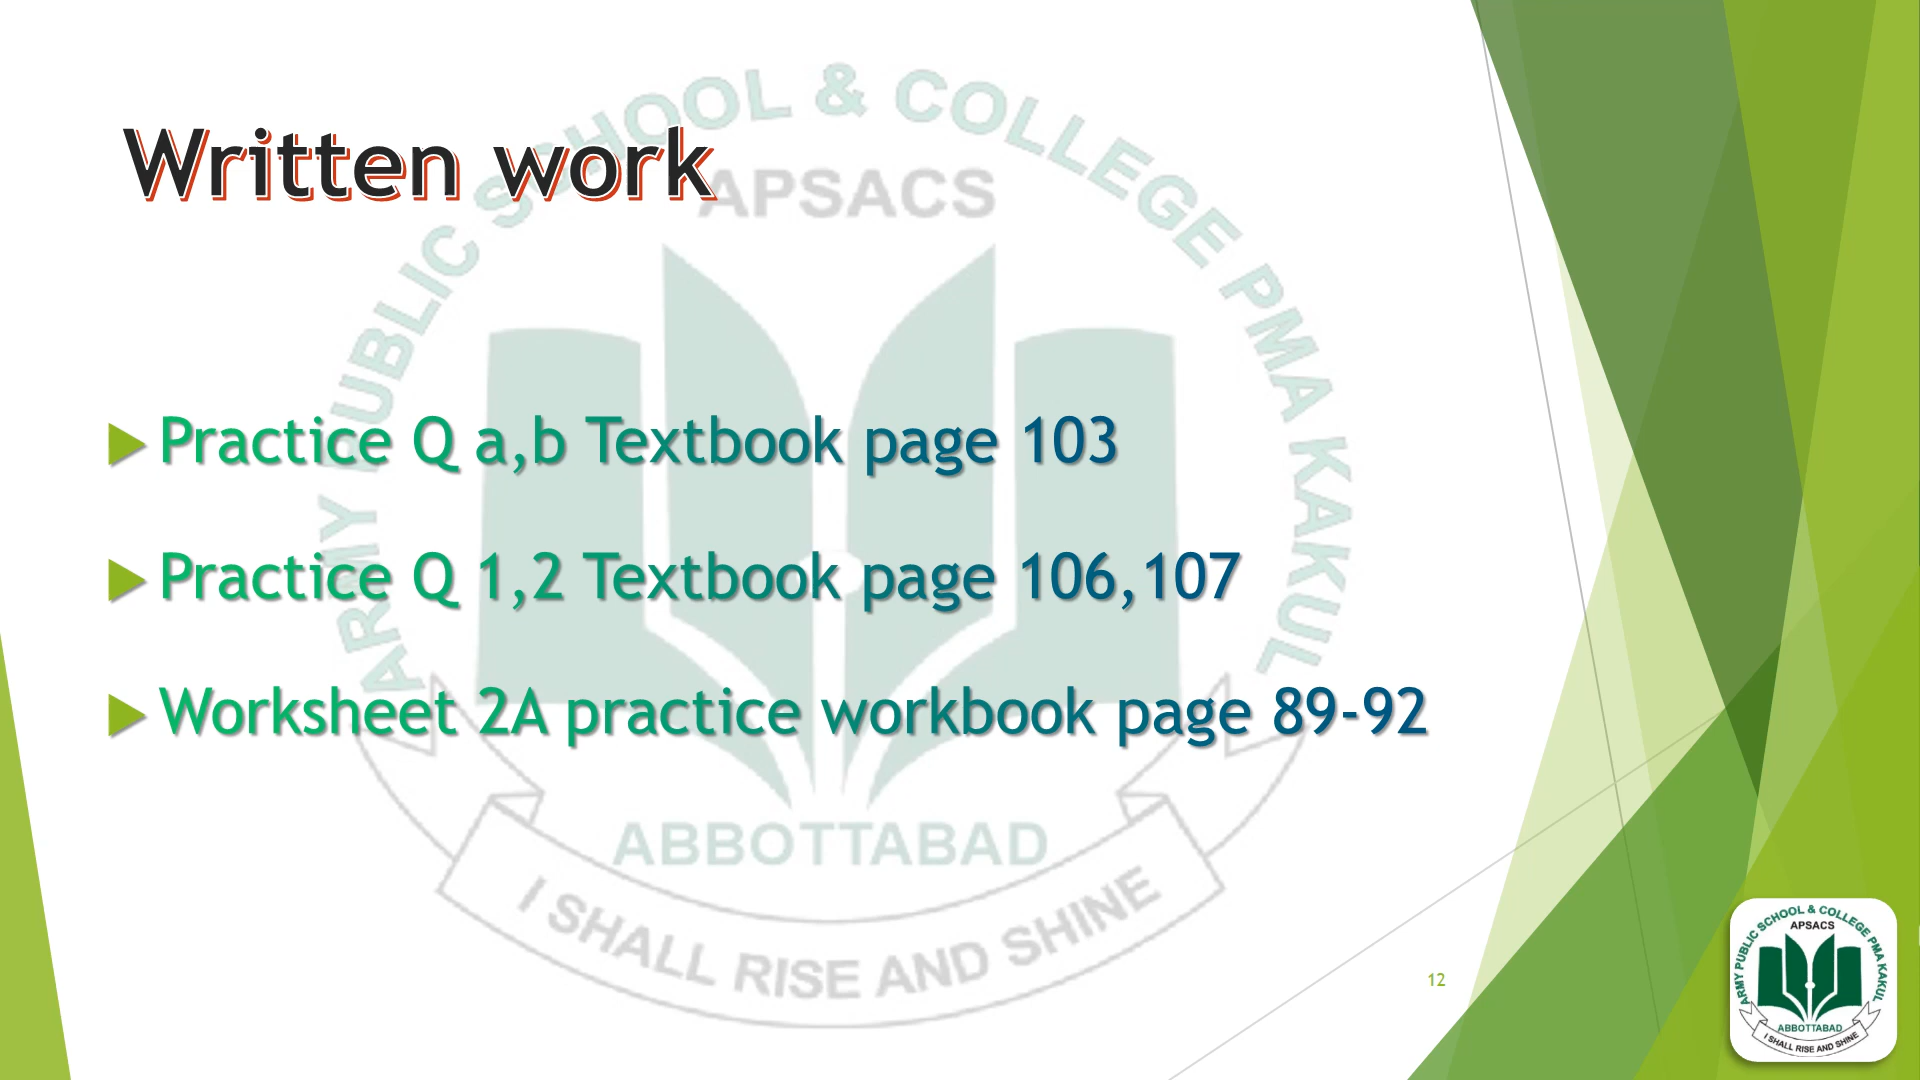 Written work
ARMY PUBLIC SCHOOL & COLLEGE PMA KAKUL
APSACS
Practice Q a,b Textbook page 103
Practice Q 1,2 Textbook page 106,107
Worksheet 2A practice workbook page 89-92
ABBOTTABAD
I SHALL RISE AND SHINE
12
ARMY PUBLIC SCHOOL & COLLEGE PMA KAKUL
APSACS
ABBOTTABAD
I SHALL RISE AND SHINE